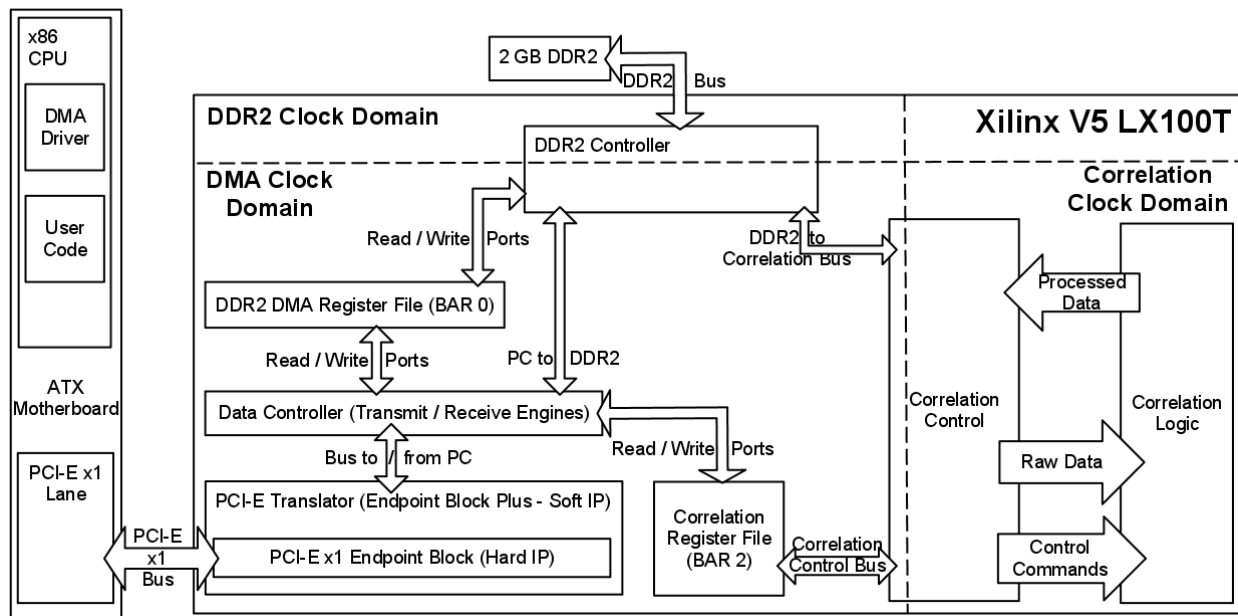 x86
CPU
DMA
Driver
User
Code
ATX
Motherboard
PCI-E x1
Lane
PCI-E
x1
Bus
2 GB DDR2
DDR2 Bus
DDR2 Clock Domain
Xilinx V5 LX100T
DDR2 Controller
DMA Clock
Domain
Correlation
Clock Domain
Read / Write Ports
DDR2 to
Correlation Bus
DDR2 DMA Register File (BAR 0)
Read / Write Ports
PC to DDR2
Data Controller (Transmit / Receive Engines)
Bus to / from PC
Read / Write Ports
PCI-E Translator (Endpoint Block Plus - Soft IP)
PCI-E x1 Endpoint Block (Hard IP)
Correlation
Register File
(BAR 2)
Correlation
Control Bus
Correlation
Control
Processed
Data
Raw Data
Control
Commands
Correlation
Logic